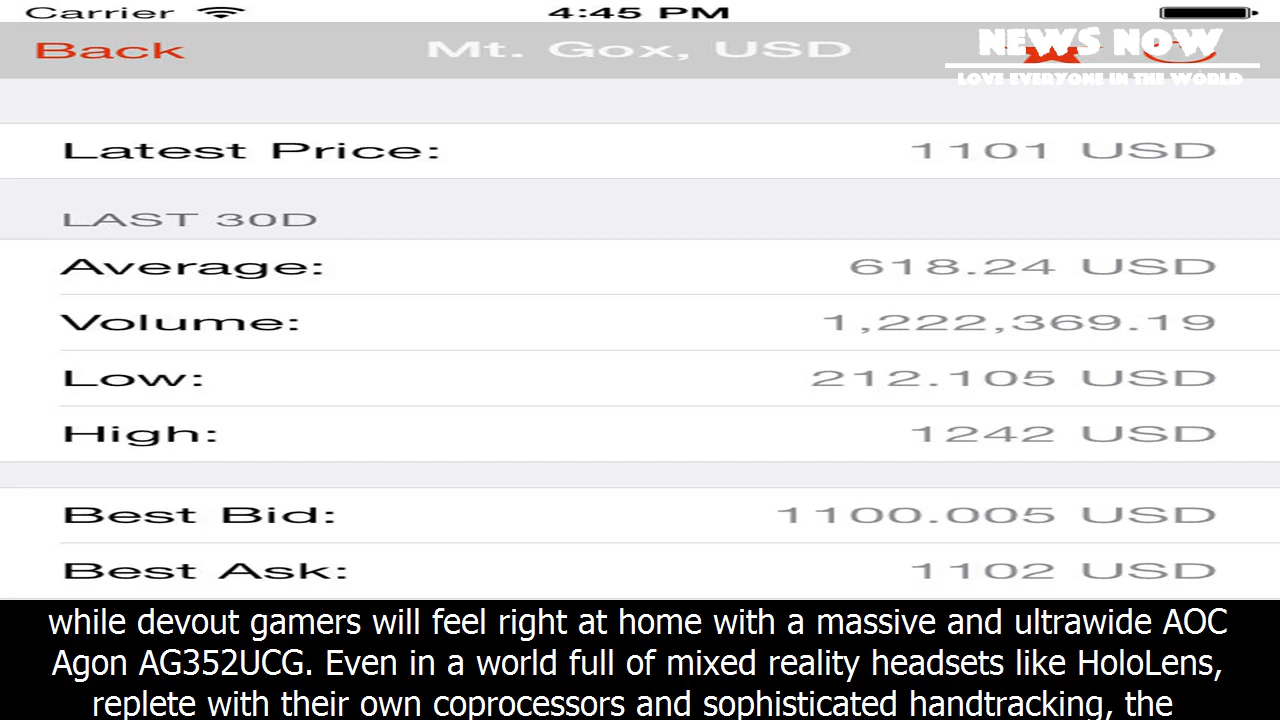 Carrier 4:45 PM
Back Mt. Gox, USD
NEWS NOW
LOVE EVERYONE IN THE WORLD
Latest Price: 1101 USD
LAST 30D
Average: 618.24 USD
Volume: 1,222,369.19
Low: 212.105 USD
High: 1242 USD
Best Bid: 1100.005 USD
Best Ask: 1102 USD
while devout gamers will feel right at home with a massive and ultrawide AOC
Agon AG352UCG. Even in a world full of mixed reality headsets like HoloLens,
replete with their own coprocessors and sophisticated handtracking, the